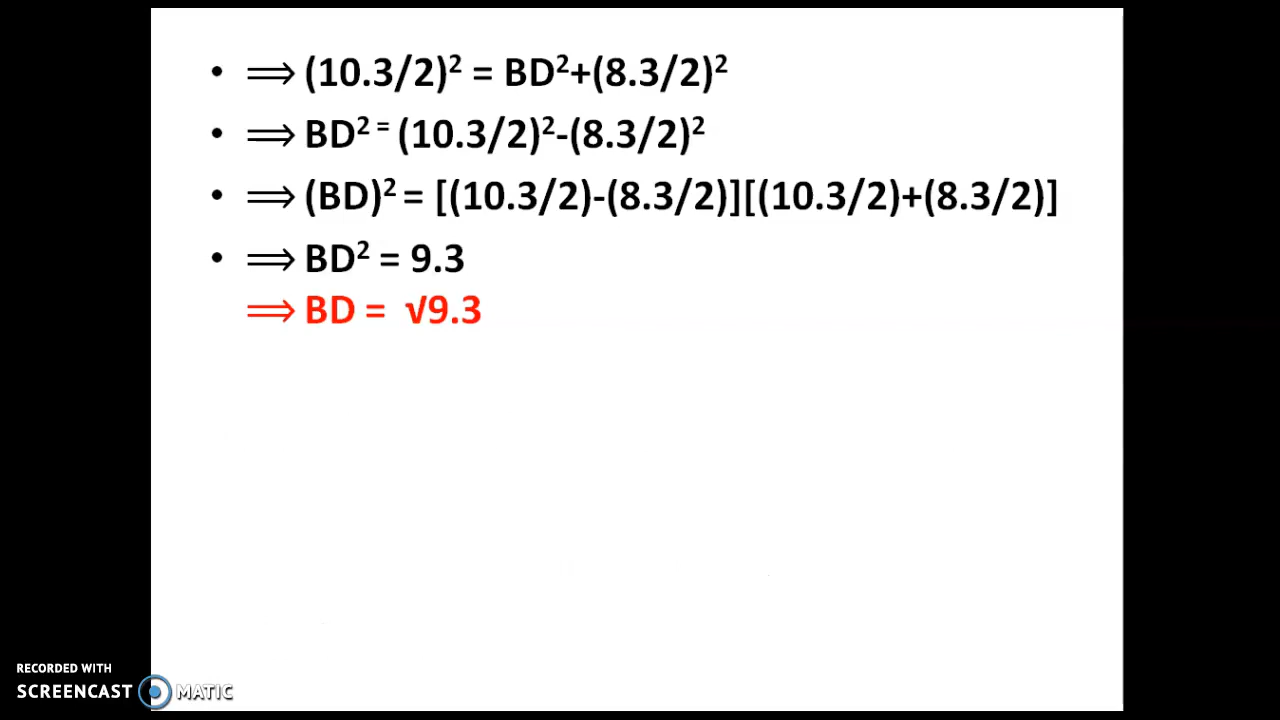 • ⟹ (10.3/2)² = BD²+(8.3/2)²
• ⟹ BD² ⁼ (10.3/2)²-(8.3/2)²
• ⟹ (BD)² = [(10.3/2)-(8.3/2)][(10.3/2)+(8.3/2)]
• ⟹ BD² = 9.3
⟹ BD = √9.3
RECORDED WITH
SCREENCAST MATIC